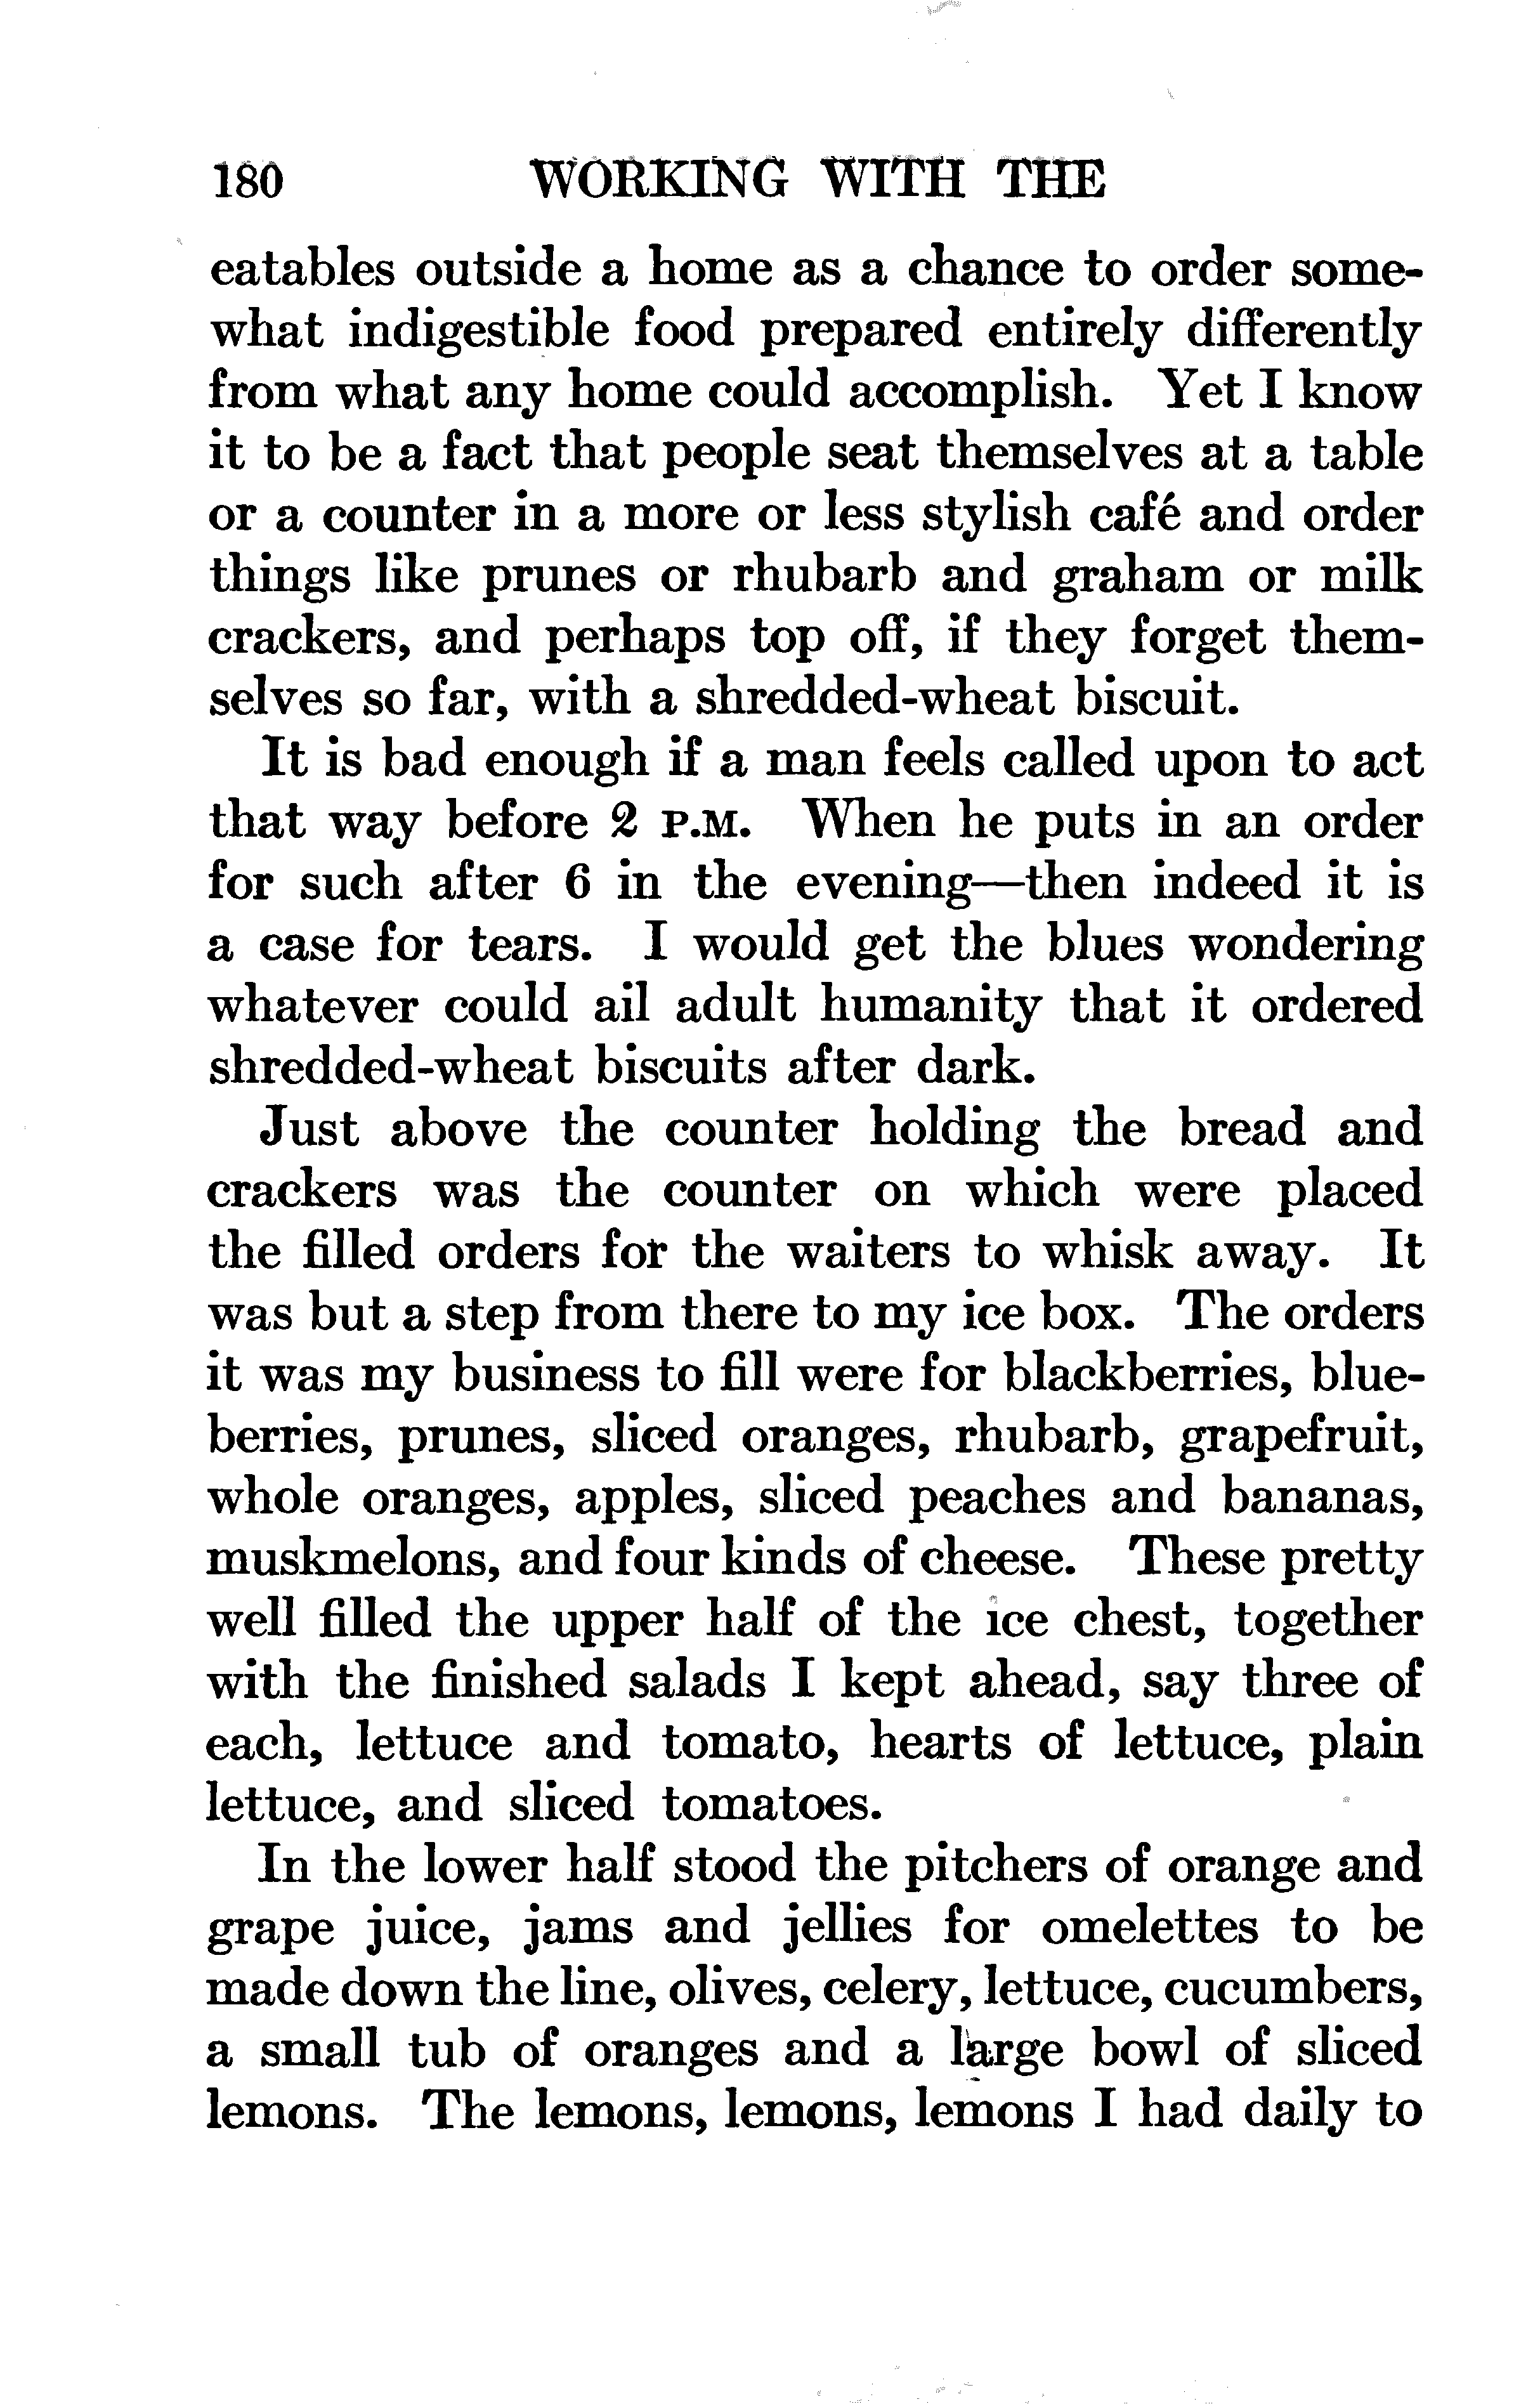 180 WORKING WITH THE
eatables outside a home as a chance to order some-
what indigestible food prepared entirely differently
from what any home could accomplish. Yet I know
it to be a fact that people seat themselves at a table
or a counter in a more or less stylish café and order
things like prunes or rhubarb and graham or milk
crackers, and perhaps top off, if they forget them-
selves so far, with a shredded-wheat biscuit.
It is bad enough if a man feels called upon to act
that way before 2 P.M. When he puts in an order
for such after 6 in the evening—then indeed it is
a case for tears. I would get the blues wondering
whatever could ail adult humanity that it ordered
shredded-wheat biscuits after dark.
Just above the counter holding the bread and
crackers was the counter on which were placed
the filled orders for the waiters to whisk away. It
was but a step from there to my ice box. The orders
it was my business to fill were for blackberries, blue-
berries, prunes, sliced oranges, rhubarb, grapefruit,
whole oranges, apples, sliced peaches and bananas,
muskmelons, and four kinds of cheese. These pretty
well filled the upper half of the ice chest, together
with the finished salads I kept ahead, say three of
each, lettuce and tomato, hearts of lettuce, plain
lettuce, and sliced tomatoes.
In the lower half stood the pitchers of orange and
grape juice, jams and jellies for omelettes to be
made down the line, olives, celery, lettuce, cucumbers,
a small tub of oranges and a large bowl of sliced
lemons. The lemons, lemons, lemons I had daily to